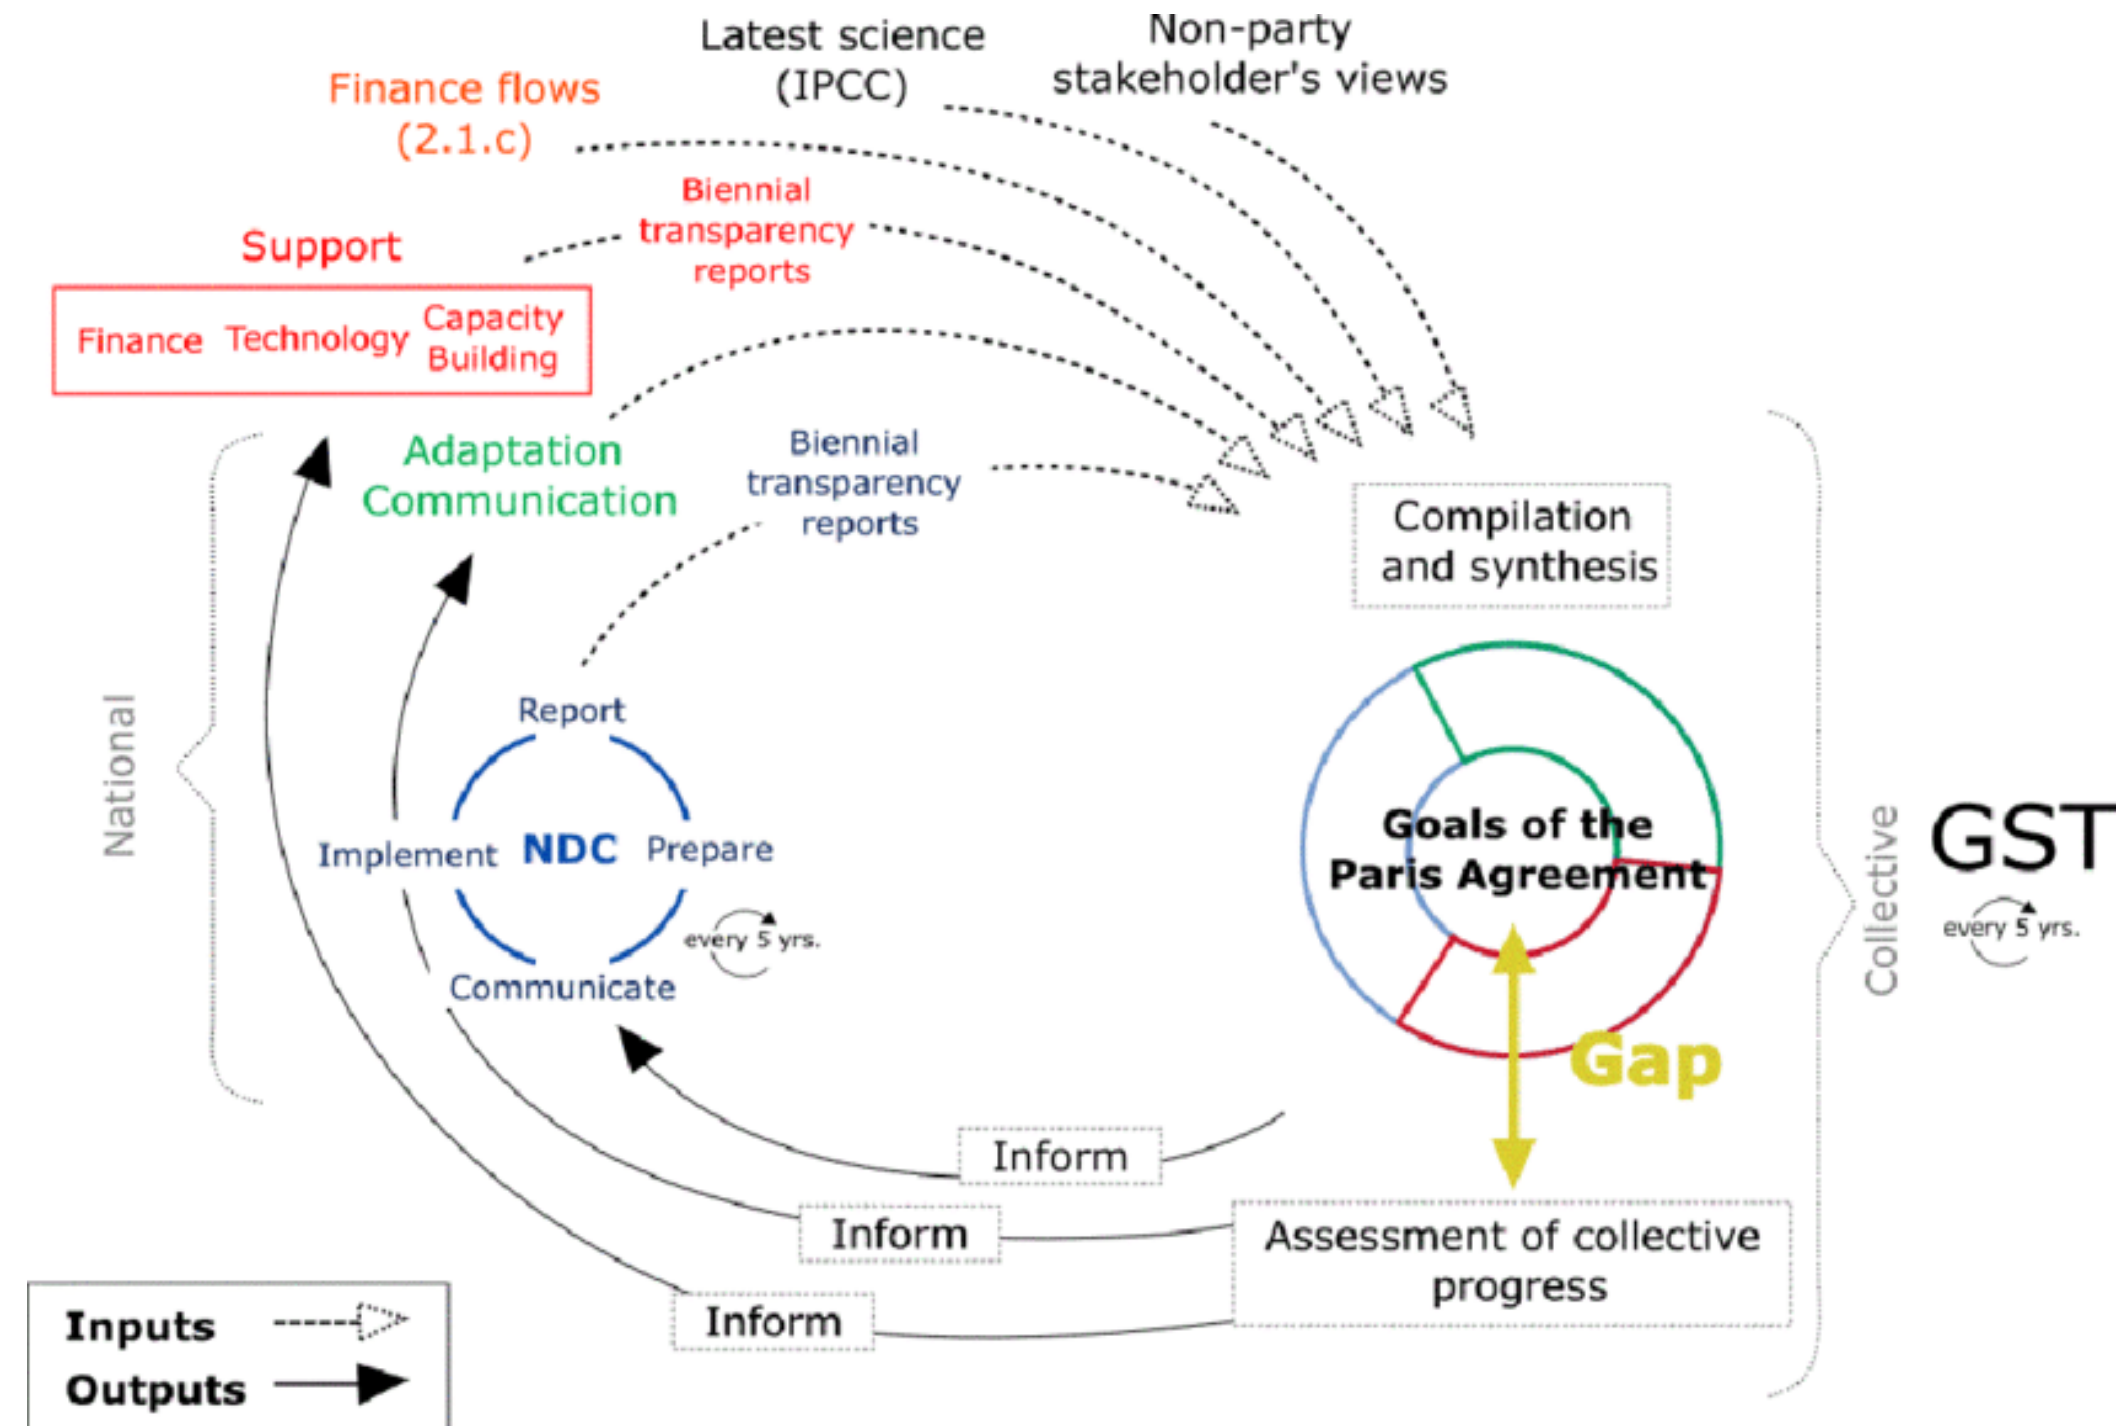 Latest science
(IPCC)
Non-party
stakeholder's views
Finance flows
(2.1.c)
Biennial
transparency
reports
Support
Finance Technology Capacity
Building
Adaptation
Communication
Biennial
transparency
reports
Compilation
and synthesis
National
Report
Implement NDC Prepare
Communicate
every 5 yrs.
Goals of the
Paris Agreement
Gap
Collective
GST
every 5 yrs.
Inform
Inform
Inform
Assessment of collective
progress
Inputs
Outputs